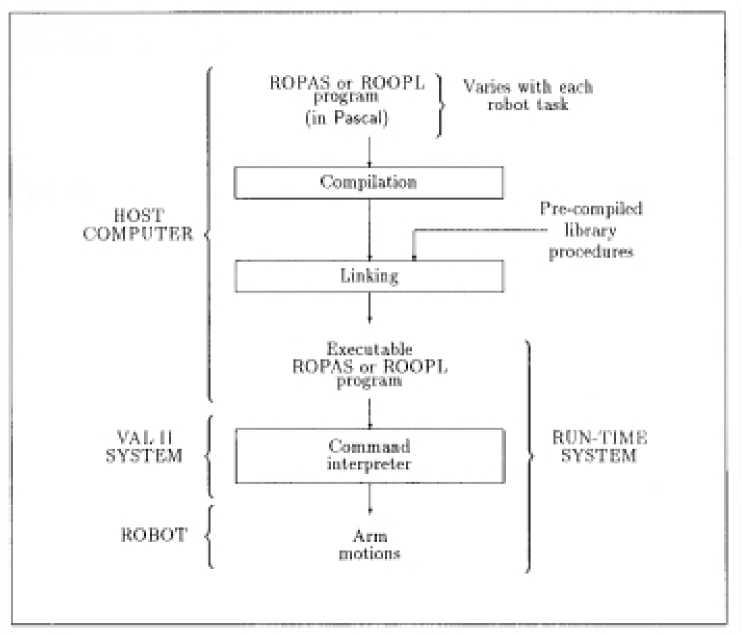 ROPAS or ROOPL
program
(in Pascal)
Varies with each
robot task
Compilation
HOST
COMPUTER
Pre-compiled
library
procedures
Linking
Executable
ROPAS or ROOPL
program
VAL II
SYSTEM
Command
interpreter
RUN-TIME
SYSTEM
ROBOT
Arm
motions